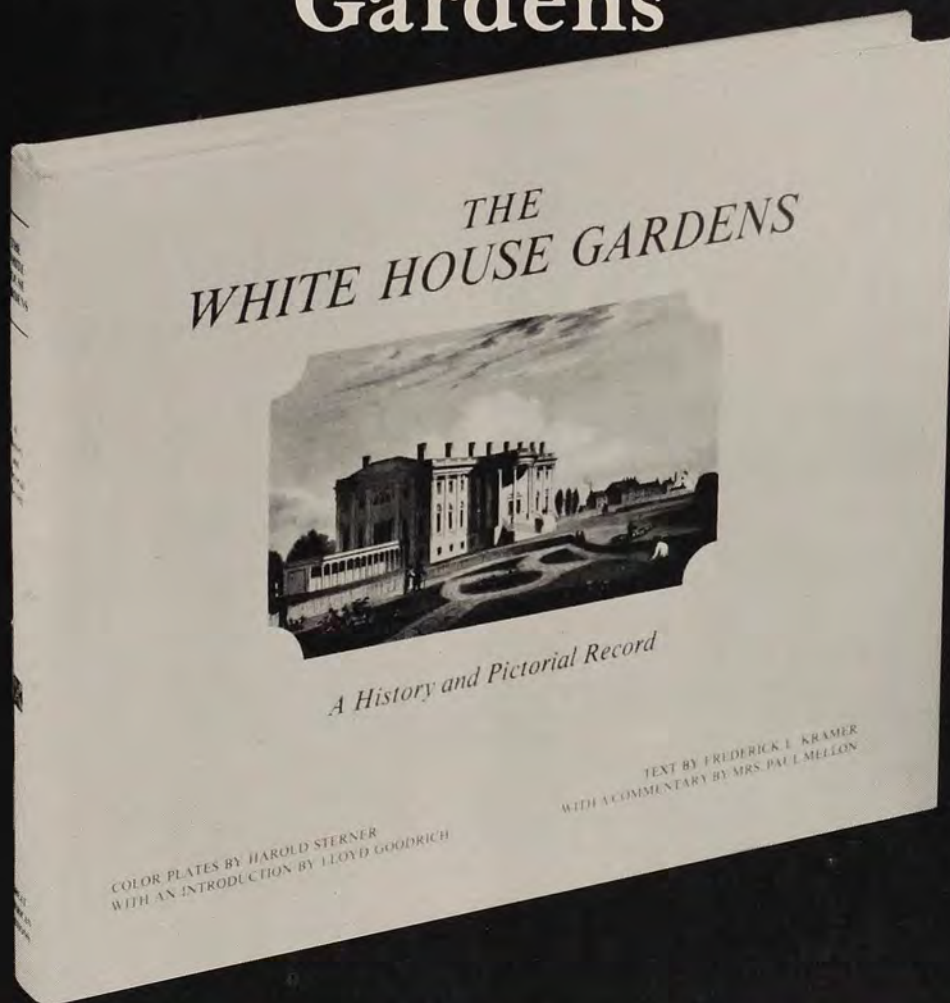 Gardens
THE
WHITE HOUSE GARDENS
A History and Pictorial Record
COLOR PLATES BY HAROLD STERNER
WITH AN INTRODUCTION BY LLOYD GOODRICH
TEXT BY FREDERICK L. KRAMER
WITH A COMMENTARY BY MRS. PAUL MELLON